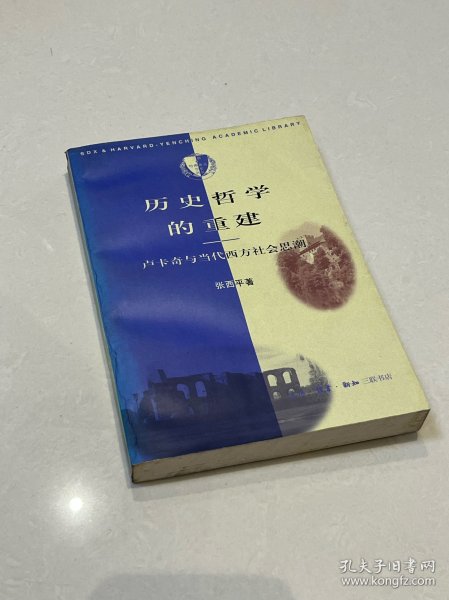 SDX & HARVARD-YENCHING ACADEMIC LIBRARY
历史哲学
的重建
卢卡奇与当代西方社会思潮
张西平著
读书·新知 三联书店
孔夫子旧书网
www.kongfz.com